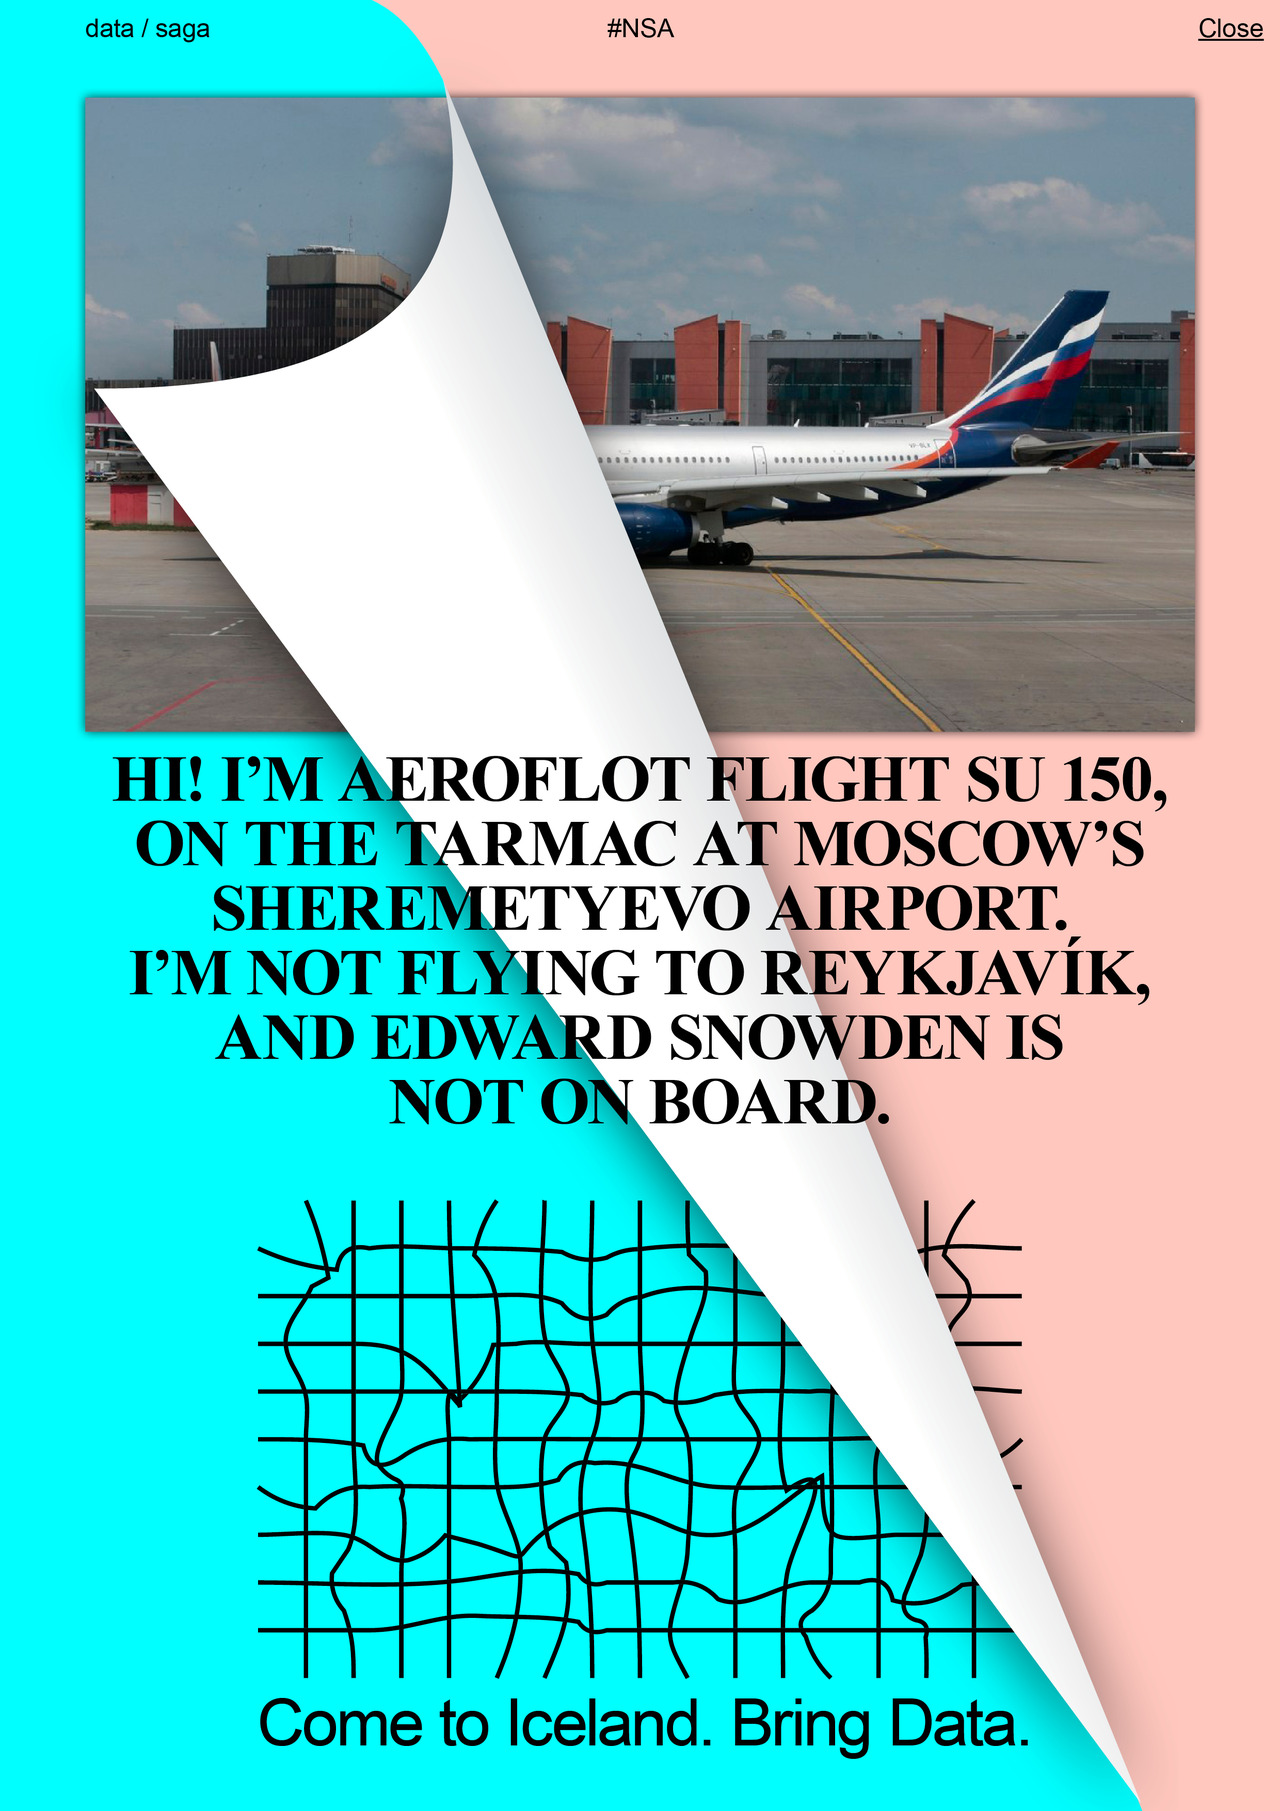 data / saga
#NSA
Close
HI! I’M AEROFLOT FLIGHT SU 150,
ON THE TARMAC AT MOSCOW’S
SHEREMETYEVO AIRPORT.
I’M NOT FLYING TO REYKJAVÍK,
AND EDWARD SNOWDEN IS
NOT ON BOARD.
Come to Iceland. Bring Data.